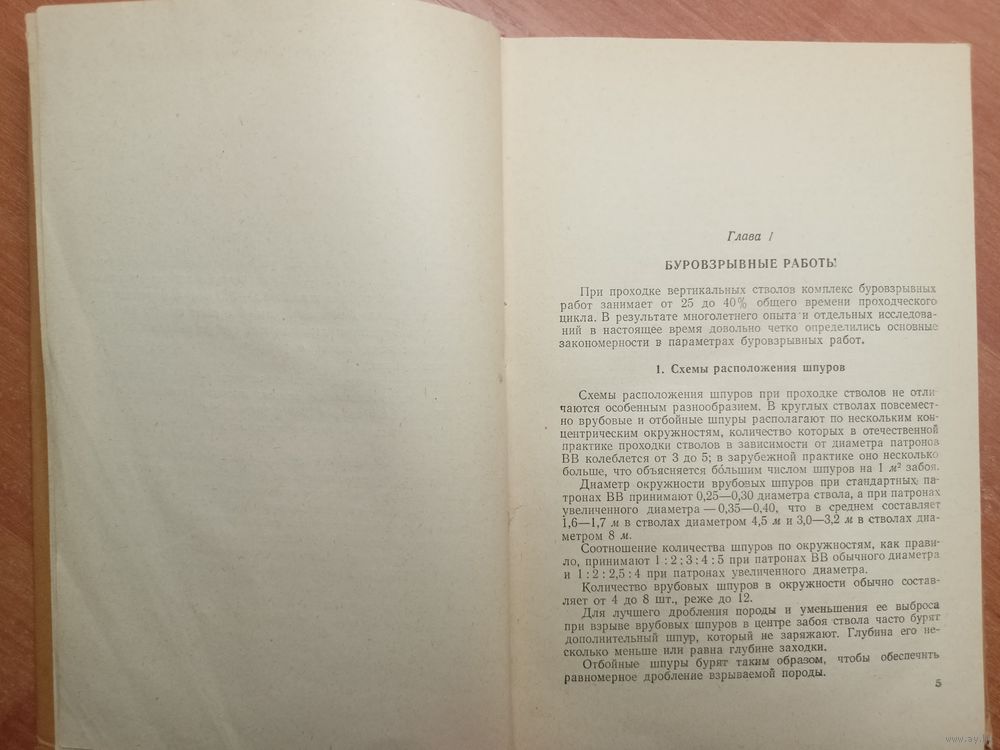 Глава I
БУРОВЗРЫВНЫЕ РАБОТЫ
При проходке вертикальных стволов комплекс буровзрывных
работ занимает от 25 до 40% общего времени проходческого
цикла. В результате многолетнего опыта и отдельных исследова-
ний в настоящее время довольно четко определились основные
закономерности в параметрах буровзрывных работ.
1. Схемы расположения шпуров
Схемы расположения шпуров при проходке стволов не отли-
чаются особенным разнообразием. В круглых стволах повсемест-
но врубовые и отбойные шпуры располагают по нескольким кон-
центрическим окружностям, количество которых в отечественной
практике проходки стволов в зависимости от диаметра патронов
ВВ колеблется от 3 до 5; в зарубежной практике оно несколько
больше, что объясняется бо́льшим числом шпуров на 1 м² забоя.
Диаметр окружности врубовых шпуров при стандартных па-
тронах ВВ принимают 0,25—0,30 диаметра ствола, а при патронах
увеличенного диаметра — 0,35—0,40, что в среднем составляет
1,6—1,7 м в стволах диаметром 4,5 м и 3,0—3,2 м в стволах диа-
метром 8 м.
Соотношение количества шпуров по окружностям, как прави-
ло, принимают 1 : 2 : 3 : 4 : 5 при патронах ВВ обычного диаметра
и 1 : 2 : 2,5 : 4 при патронах увеличенного диаметра.
Количество врубовых шпуров в окружности обычно состав-
ляет от 4 до 8 шт., реже до 12.
Для лучшего дробления породы и уменьшения ее выброса
при взрыве врубовых шпуров в центре забоя ствола часто бурят
дополнительный шпур, который не заряжают. Глубина его не-
сколько меньше или равна глубине заходки.
Отбойные шпуры бурят таким образом, чтобы обеспечить
равномерное дробление взрываемой породы.
5